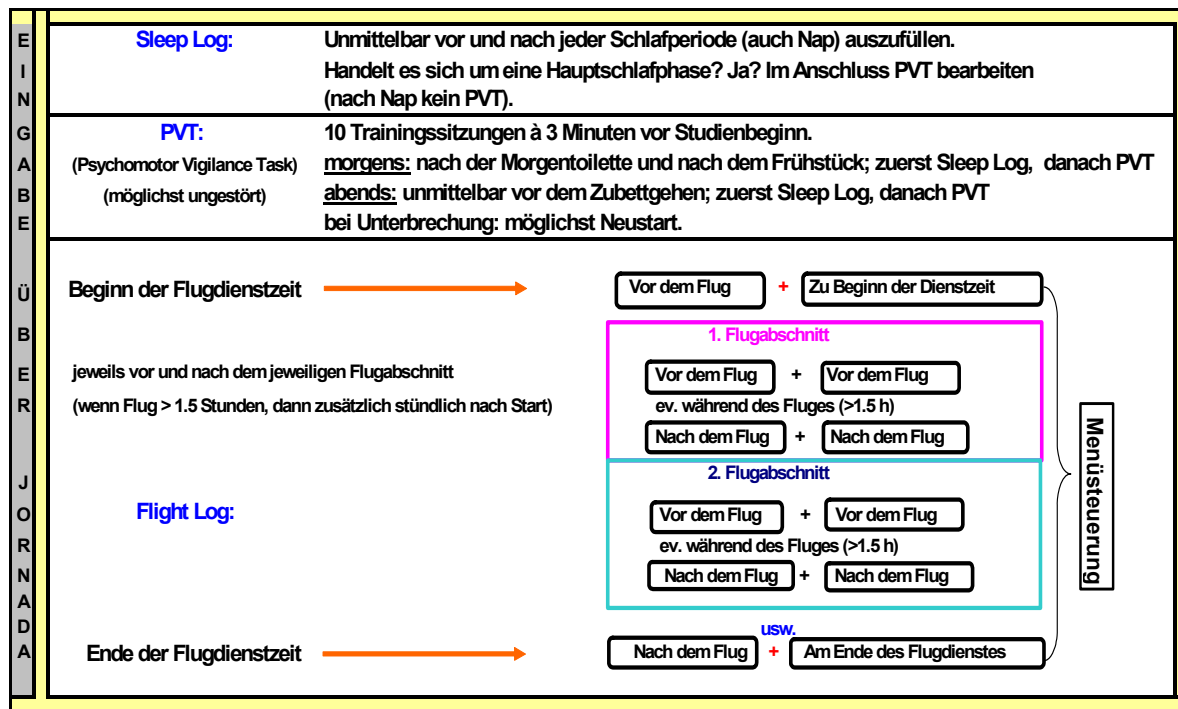 EINGABE ÜBER JORNADA
Sleep Log: Unmittelbar vor und nach jeder Schlafperiode (auch Nap) auszufüllen.
Handelt es sich um eine Hauptschlafphase? Ja? Im Anschluss PVT bearbeiten
(nach Nap kein PVT).
PVT: 10 Trainingssitzungen à 3 Minuten vor Studienbeginn.
(Psychomotor Vigilance Task) morgens: nach der Morgentoilette und nach dem Frühstück; zuerst Sleep Log, danach PVT
(möglichst ungestört) abends: unmittelbar vor dem Zubettgehen; zuerst Sleep Log, danach PVT
bei Unterbrechung: möglichst Neustart.
Beginn der Flugdienstzeit Vor dem Flug + Zu Beginn der Dienstzeit
1. Flugabschnitt
jeweils vor und nach dem jeweiligen Flugabschnitt Vor dem Flug + Vor dem Flug
(wenn Flug > 1.5 Stunden, dann zusätzlich stündlich nach Start) ev. während des Fluges (>1.5 h)
Nach dem Flug + Nach dem Flug
2. Flugabschnitt
Flight Log: Vor dem Flug + Vor dem Flug
ev. während des Fluges (>1.5 h)
Nach dem Flug + Nach dem Flug
usw.
Ende der Flugdienstzeit Nach dem Flug + Am Ende des Flugdienstes
Menüsteuerung